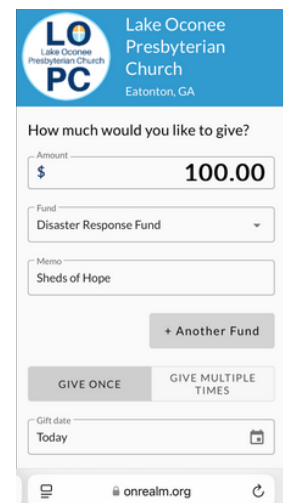 LO
Lake Oconee
Presbyterian Church
PC
Lake Oconee
Presbyterian
Church
Eatonton, GA
How much would you like to give?
Amount
$ 100.00
Fund
Disaster Response Fund
Memo
Sheds of Hope
+ Another Fund
GIVE ONCE
GIVE MULTIPLE
TIMES
Gift date
Today
onrealm.org